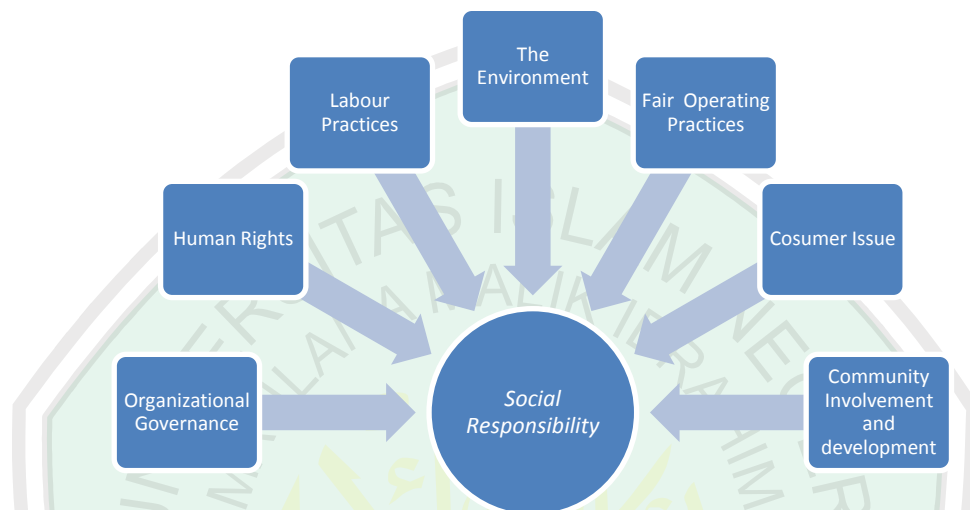 The
Environment
Labour
Practices
Fair Operating
Practices
Human Rights
Cosumer Issue
Organizational
Governance
Social
Responsibility
Community
Involvement
and
development